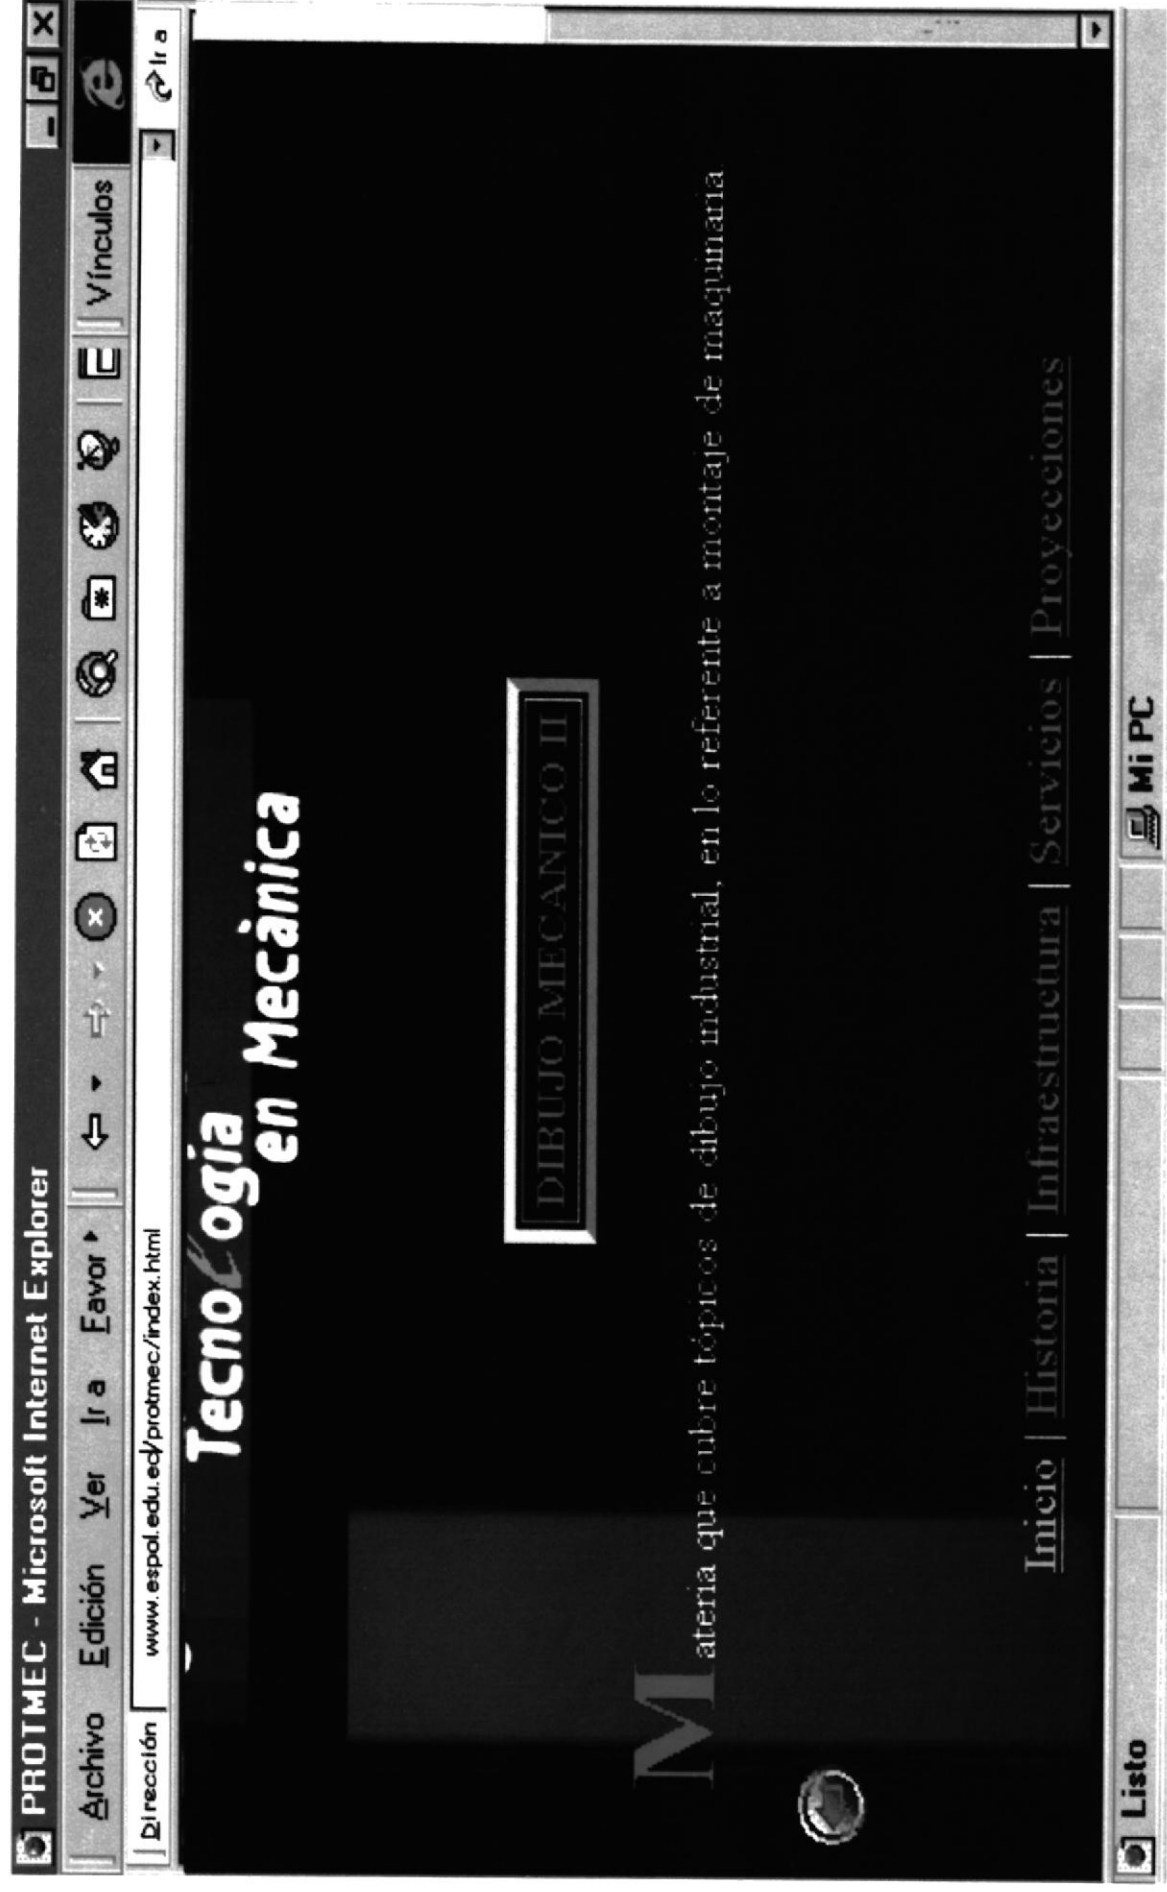 PROTMEC - Microsoft Internet Explorer
Archivo Edición Ver Ir a Favor Vínculos
Dirección www.espol.edu.ec/protmec/index.html Ir a
Tecnologia
en Mecànica
DIBUJO MECANICO II
Materia que cubre tópicos de dibujo industrial, en lo referente a montaje de maquinaria.
Inicio | Historia | Infraestructura | Servicios | Proyecciones
Listo Mi PC